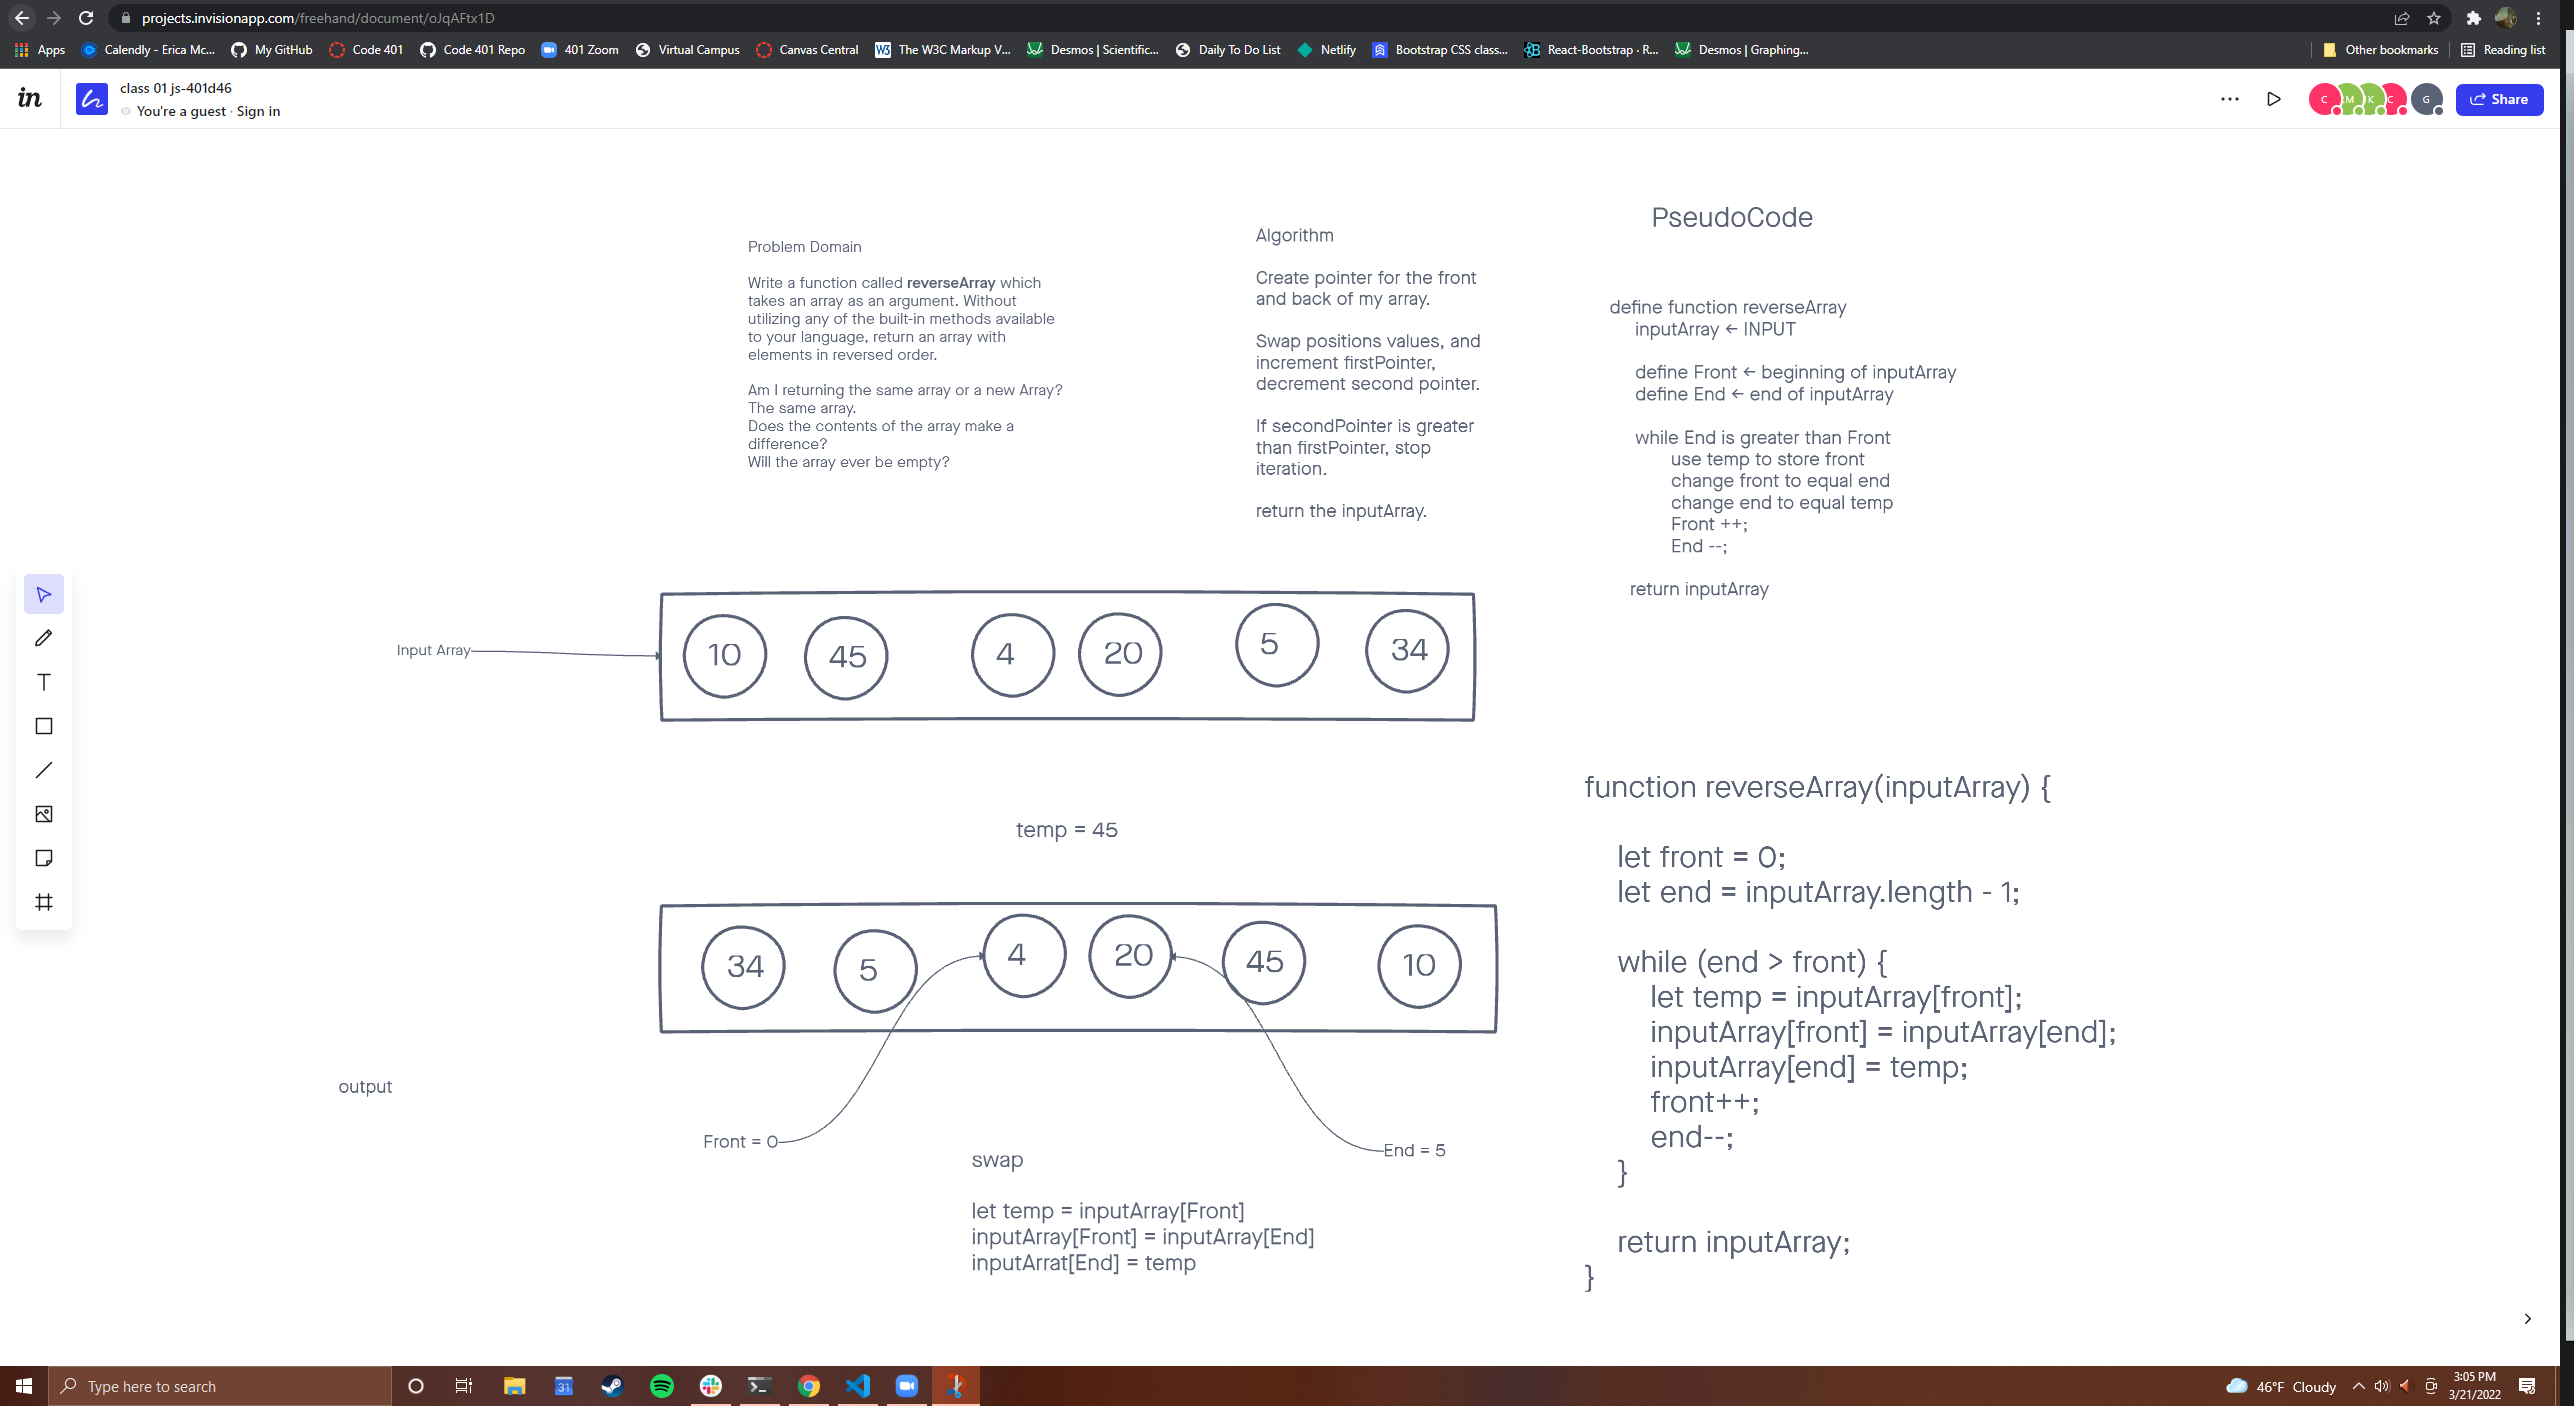 projects.invisionapp.com/freehand/document/oJqAFtx1D
Apps
Calendly - Erica Mc...
My GitHub
Code 401
Code 401 Repo
401 Zoom
Virtual Campus
Canvas Central
The W3C Markup V...
Desmos | Scientific...
Daily To Do List
Netlify
Bootstrap CSS class...
React-Bootstrap · R...
Desmos | Graphing...
Other bookmarks
Reading list
in
class 01 js-401d46
You're a guest · Sign in
C
M
K
C
G
Share
Problem Domain
Write a function called reverseArray which
takes an array as an argument. Without
utilizing any of the built-in methods available
to your language, return an array with
elements in reversed order.
Am I returning the same array or a new Array?
The same array.
Does the contents of the array make a
difference?
Will the array ever be empty?
Algorithm
Create pointer for the front
and back of my array.
Swap positions values, and
increment firstPointer,
decrement second pointer.
If secondPointer is greater
than firstPointer, stop
iteration.
return the inputArray.
PseudoCode
define function reverseArray
inputArray <- INPUT
define Front <- beginning of inputArray
define End <- end of inputArray
while End is greater than Front
use temp to store front
change front to equal end
change end to equal temp
Front ++;
End --;
return inputArray
Input Array
10 45 4 20 5 34
temp = 45
34 5 4 20 45 10
output
Front = 0
End = 5
swap
let temp = inputArray[Front]
inputArray[Front] = inputArray[End]
inputArrat[End] = temp
function reverseArray(inputArray) {
let front = 0;
let end = inputArray.length - 1;
while (end > front) {
let temp = inputArray[front];
inputArray[front] = inputArray[end];
inputArray[end] = temp;
front++;
end--;
}
return inputArray;
}
Type here to search
31
46°F Cloudy
3:05 PM
3/21/2022